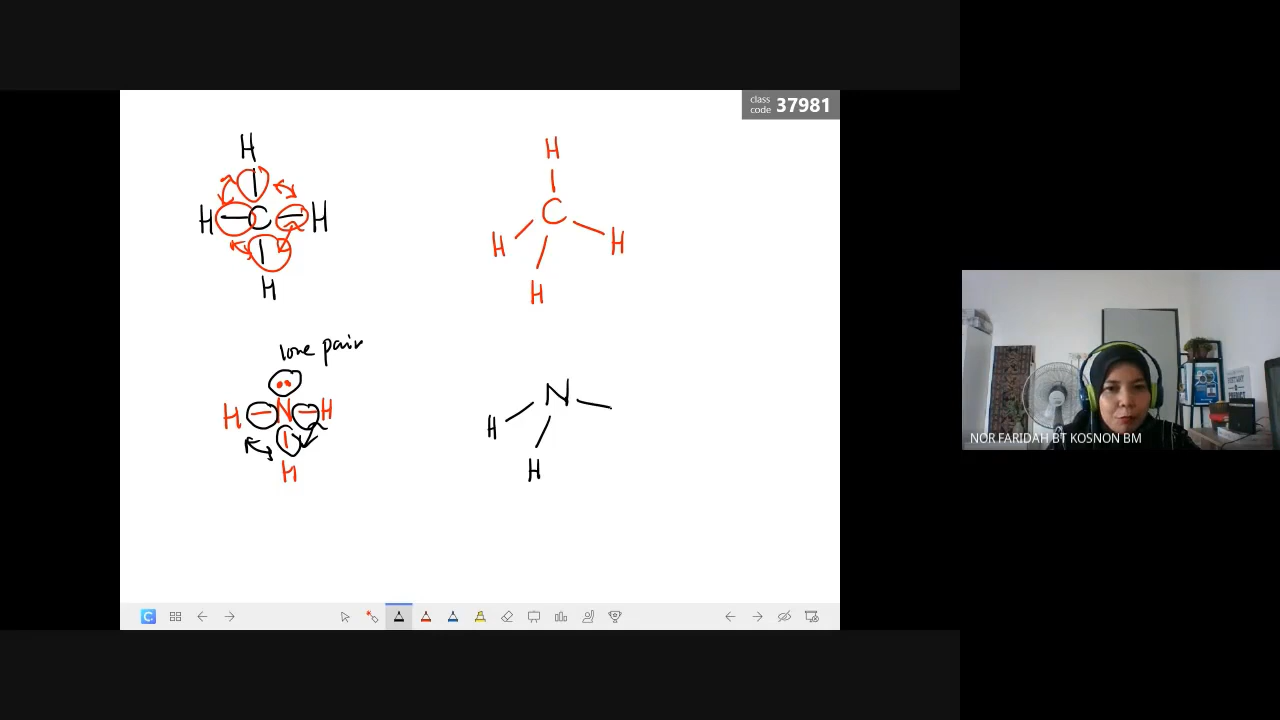 class
code 37981
H
H C H
H
H
C
H H
H
lone pair
H N H
H
N
H
H
NOR FARIDAH BT KOSNON BM